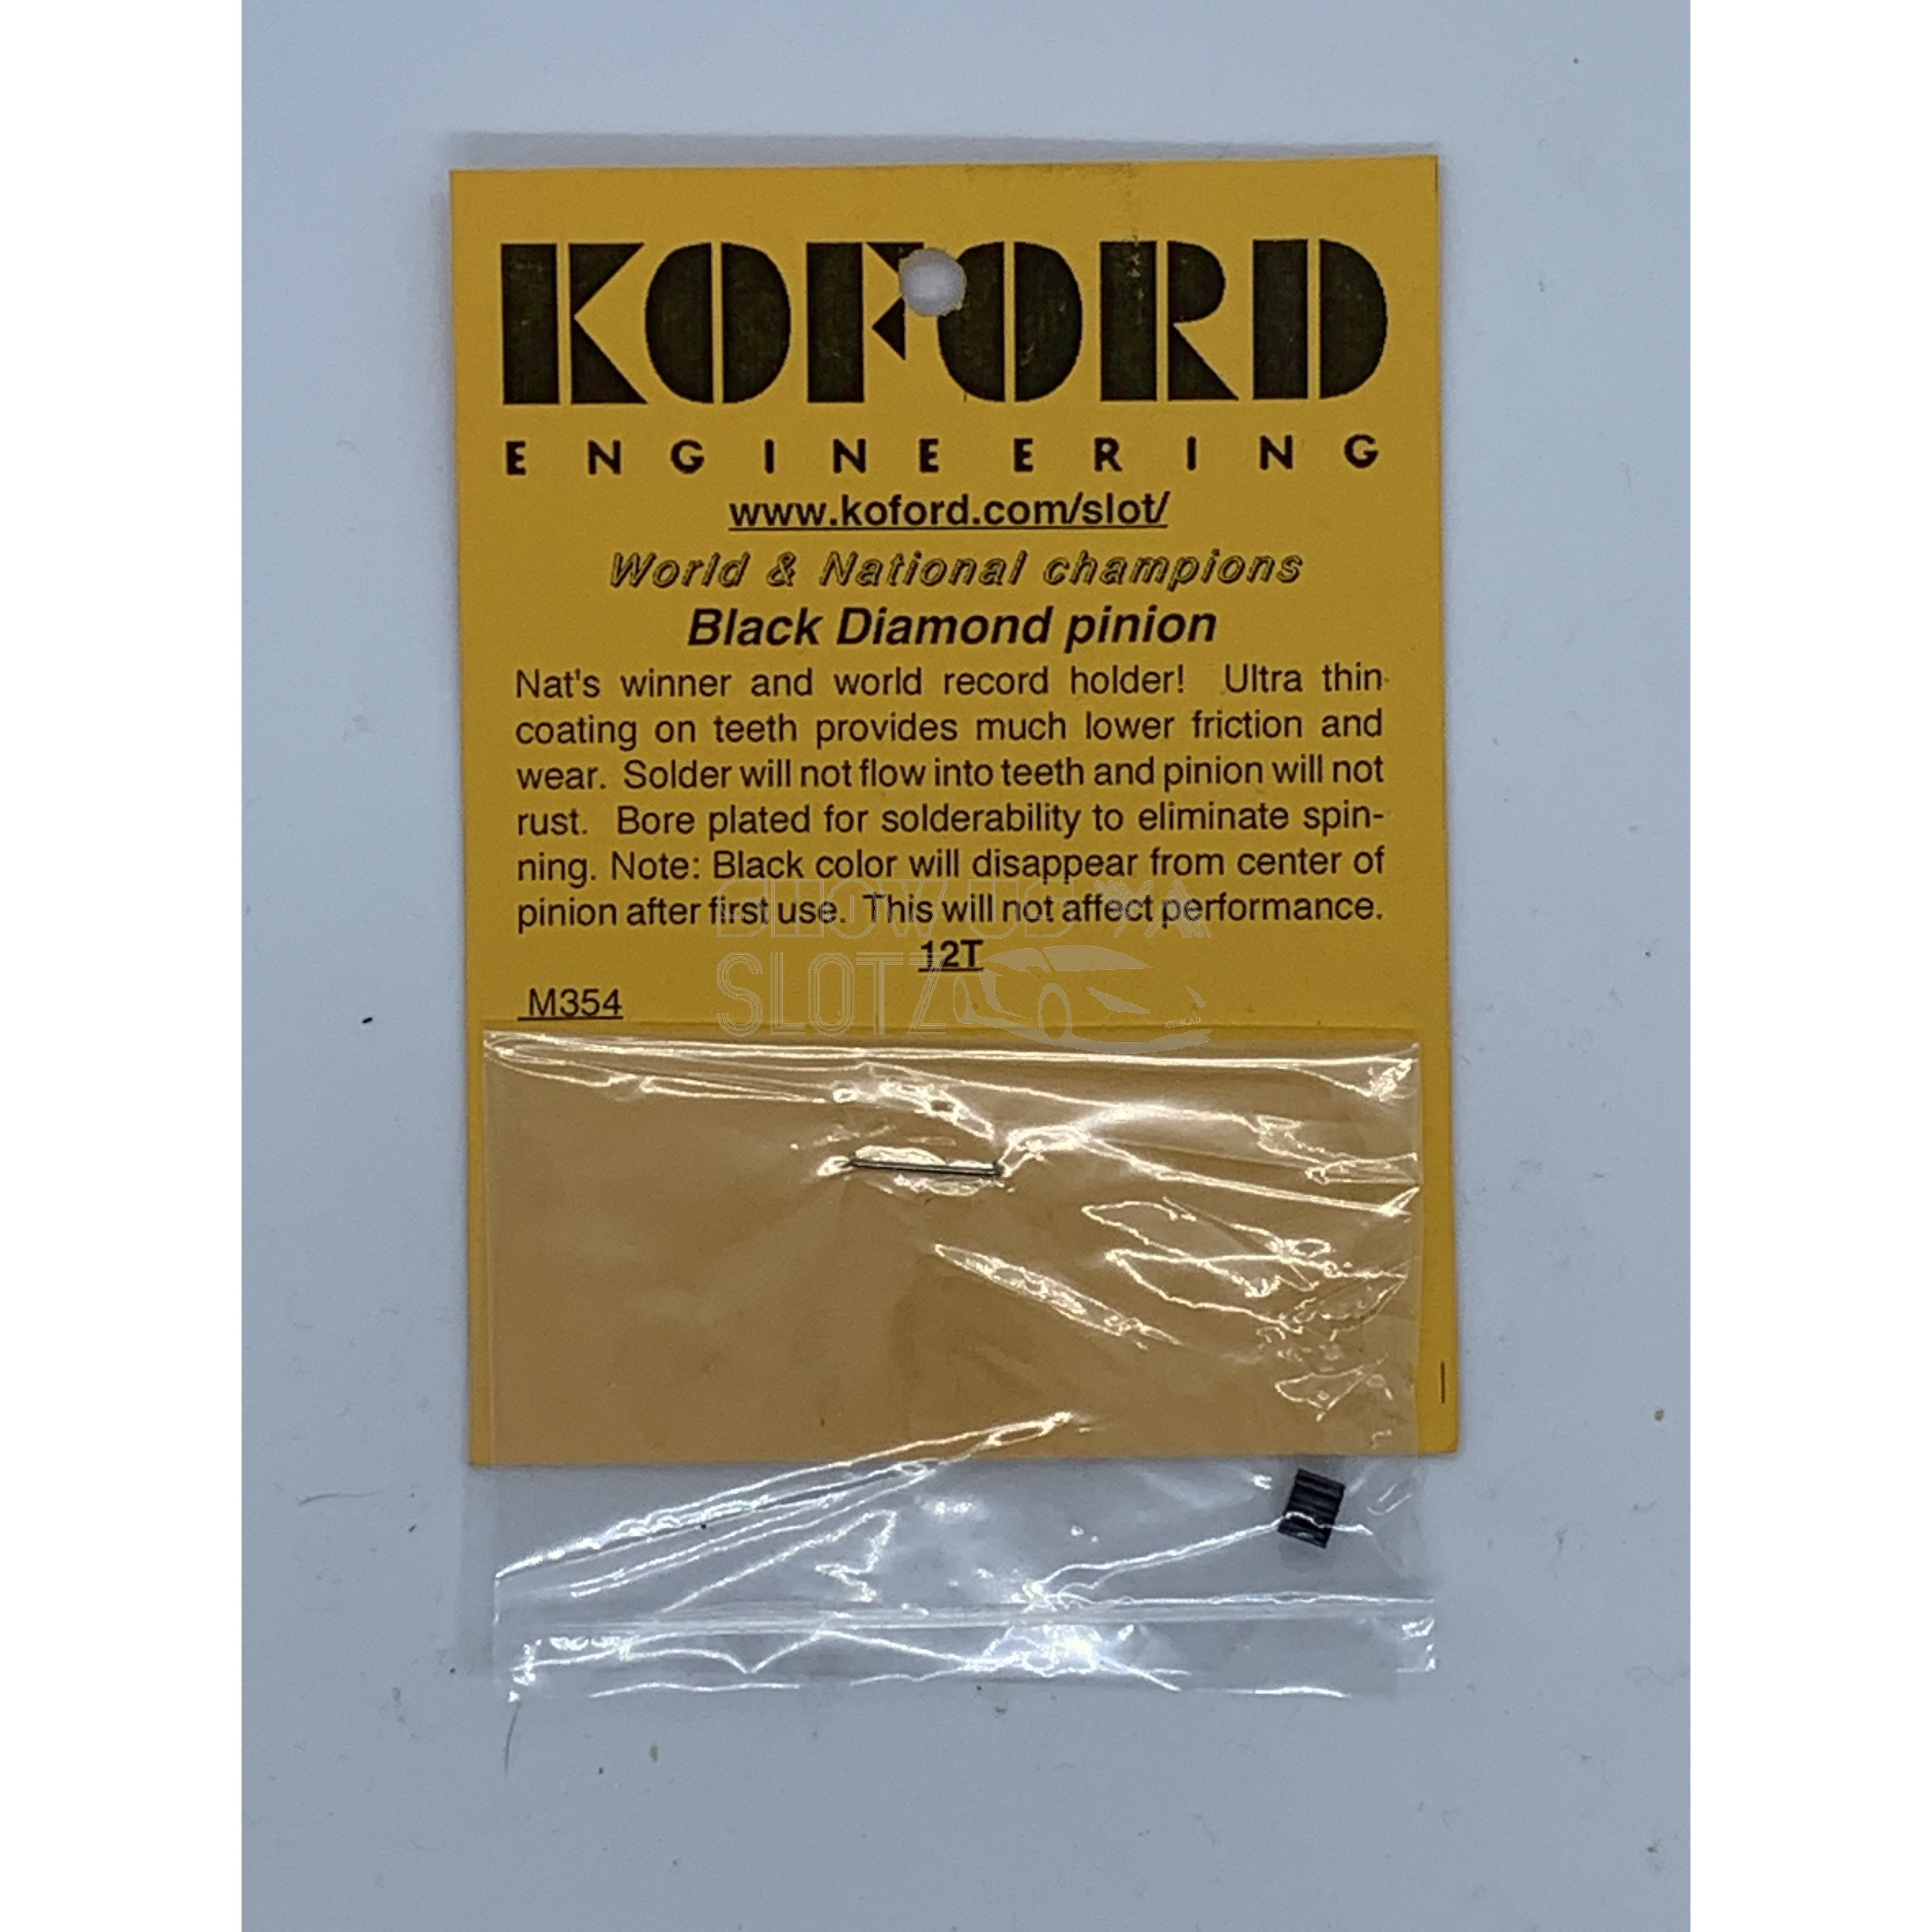 KOFORD
ENGINEERING
www.koford.com/slot/
World & National champions
Black Diamond pinion
Nat's winner and world record holder! Ultra thin
coating on teeth provides much lower friction and
wear. Solder will not flow into teeth and pinion will not
rust. Bore plated for solderability to eliminate spin-
ning. Note: Black color will disappear from center of
pinion after first use. This will not affect performance.
SHOW US YA
12T
SLOTZ
M354